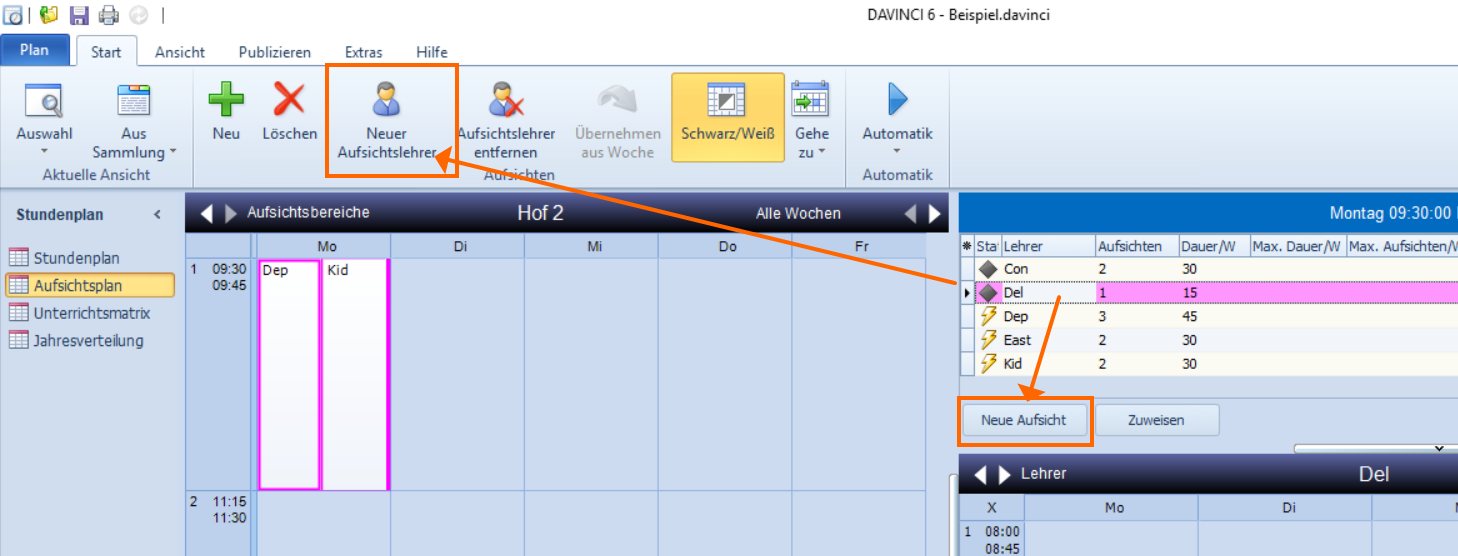 DAVINCI 6 - Beispiel.davinci
Plan Start Ansicht Publizieren Extras Hilfe
Auswahl
Aus
Sammlung
Aktuelle Ansicht
Neu
Löschen
Neuer
Aufsichtslehrer
Aufsichtslehrer
entfernen
Übernehmen
aus Woche
Schwarz/Weiß
Gehe
zu
Aufsichten
Automatik
Automatik
Stundenplan <
Stundenplan
Aufsichtsplan
Unterrichtsmatrix
Jahresverteilung
Aufsichtsbereiche Hof 2 Alle Wochen
Mo Di Mi Do Fr
1 09:30 Dep Kid
09:45
2 11:15
11:30
Montag 09:30:00
Sta Lehrer Aufsichten Dauer/W Max. Dauer/W Max. Aufsichten/W
Con 2 30
Del 1 15
Dep 3 45
East 2 30
Kid 2 30
Neue Aufsicht Zuweisen
Lehrer Del
X Mo Di
1 08:00
08:45